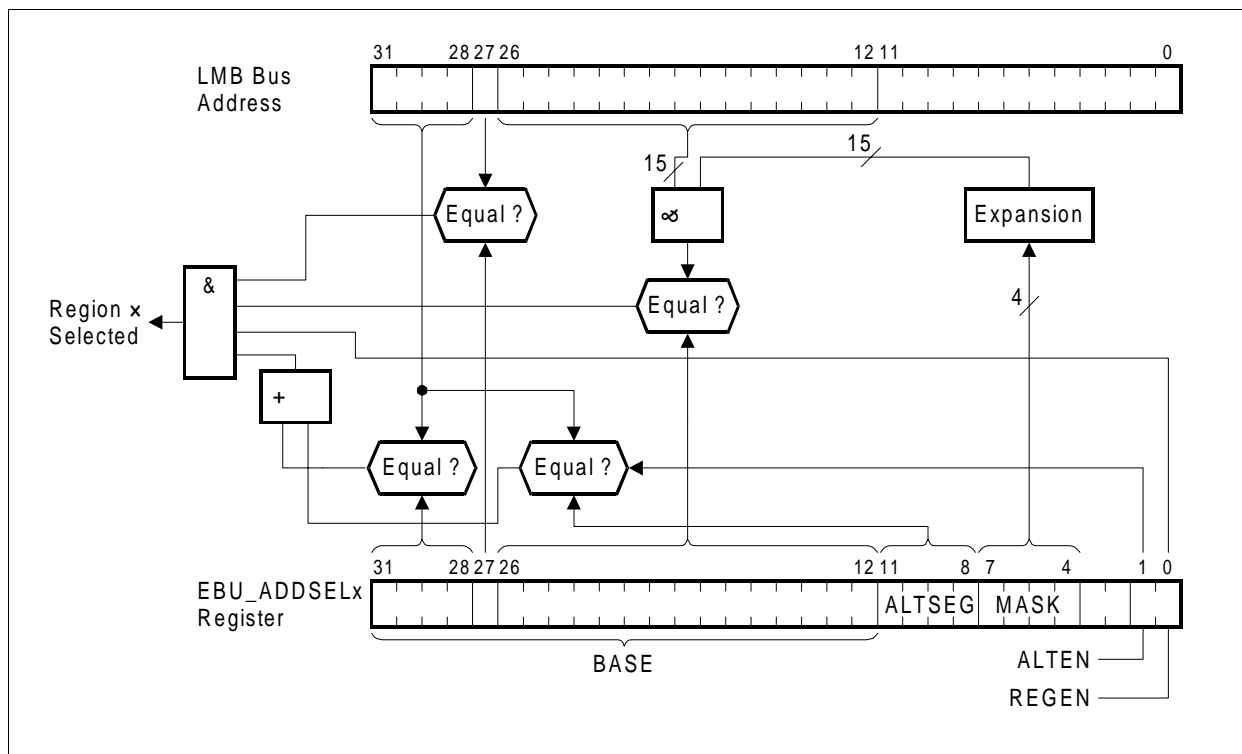 31 28 27 26 12 11 0
LMB Bus
Address
15 15
Equal ? & Expansion
&
Equal ? 4
Region x
Selected
+
Equal ? Equal ?
31 28 27 26 12 11 8 7 4 1 0
EBU_ADDSELx
Register
ALTSEG MASK
BASE
ALTEN
REGEN